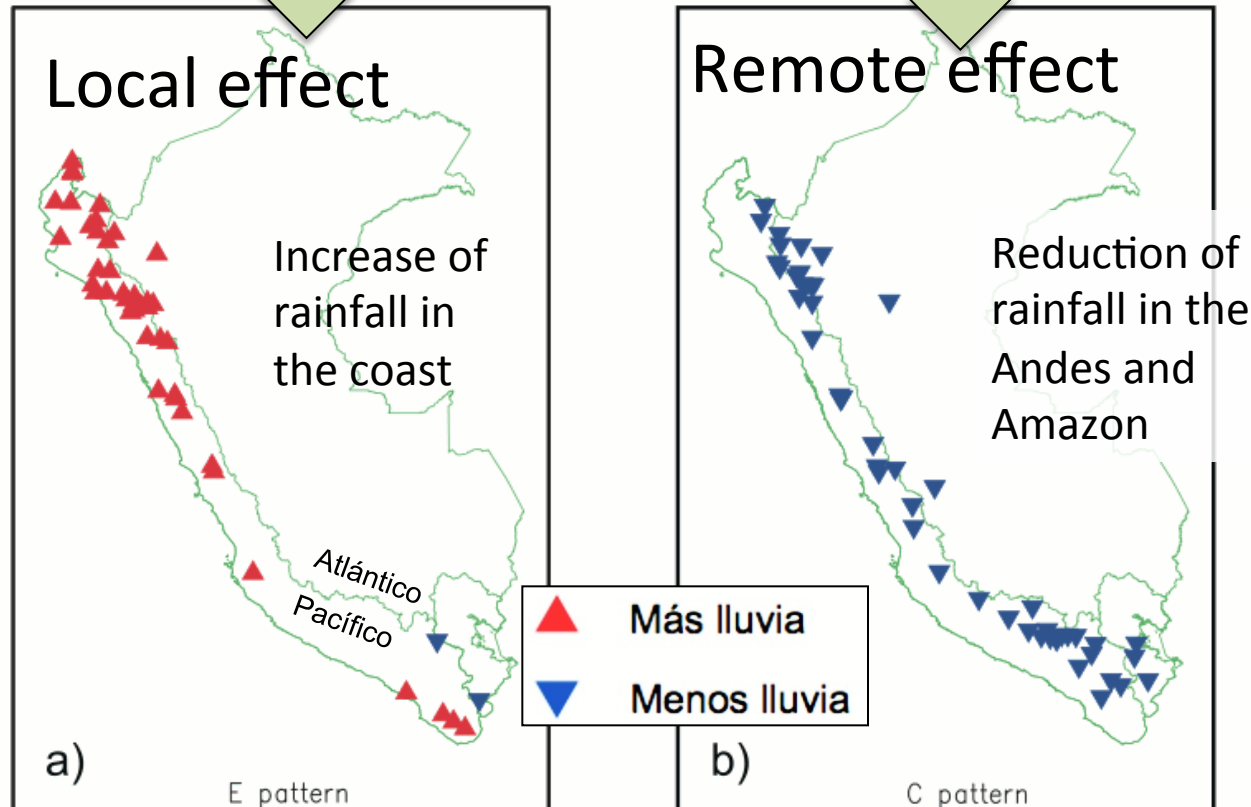 Local effect
Increase of
rainfall in
the coast
Atlántico
Pacífico
a)
E pattern
Remote effect
Reduction of
rainfall in the
Andes and
Amazon
Más lluvia
Menos lluvia
b)
C pattern